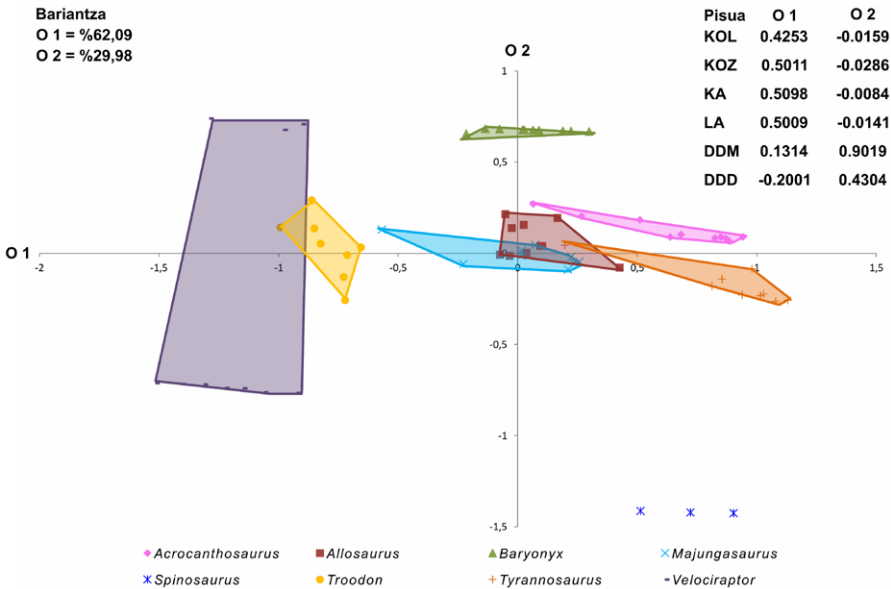 Bariantza
O 1 = %62,09
O 2 = %29,98
Pisua O 1 O 2
KOL 0.4253 -0.0159
KOZ 0.5011 -0.0286
KA 0.5098 -0.0084
LA 0.5009 -0.0141
DDM 0.1314 0.9019
DDD -0.2001 0.4304
O 2
1
0,5
O 1
-2 -1,5 -1 -0,5 0 0,5 1 1,5
-0,5
-1
-1,5
Acrocanthosaurus Allosaurus Baryonyx Majungasaurus
Spinosaurus Troodon Tyrannosaurus Velociraptor